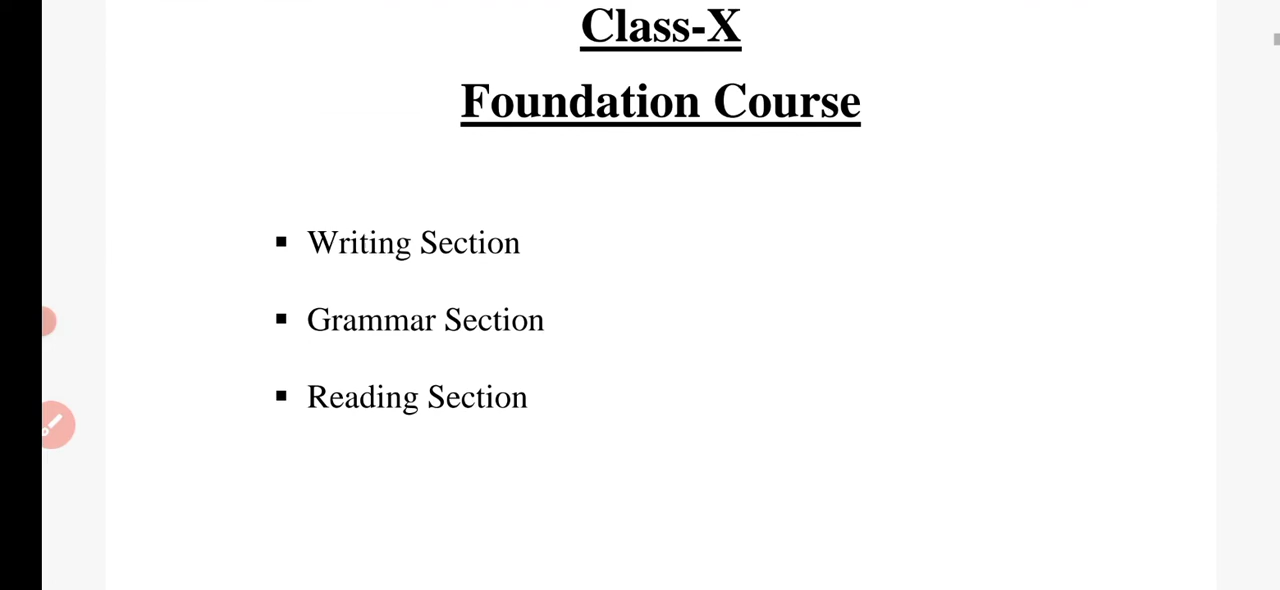 Class-X
Foundation Course
▪ Writing Section
▪ Grammar Section
▪ Reading Section